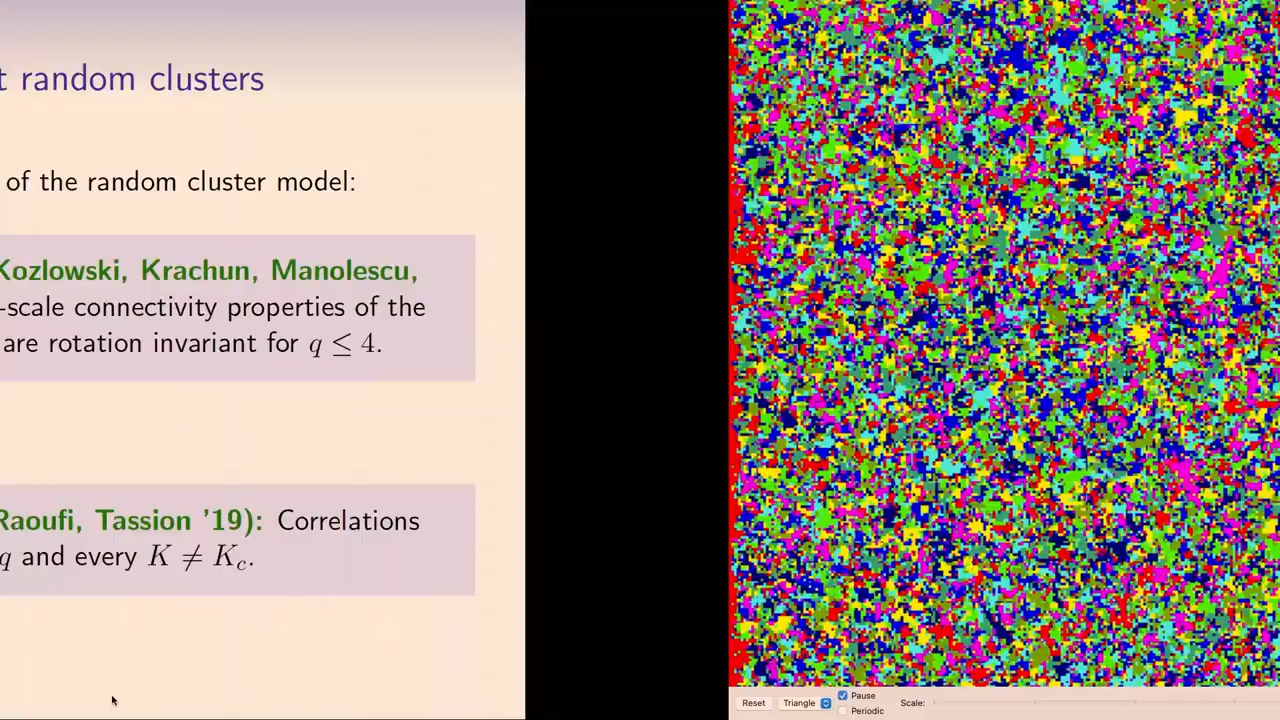 t random clusters
of the random cluster model:
Kozlowski, Krachun, Manolescu,
-scale connectivity properties of the
are rotation invariant for q ≤ 4.
Raoufi, Tassion '19): Correlations
q and every K ≠ K_c.
Reset
Triangle
Pause
Periodic
Scale: